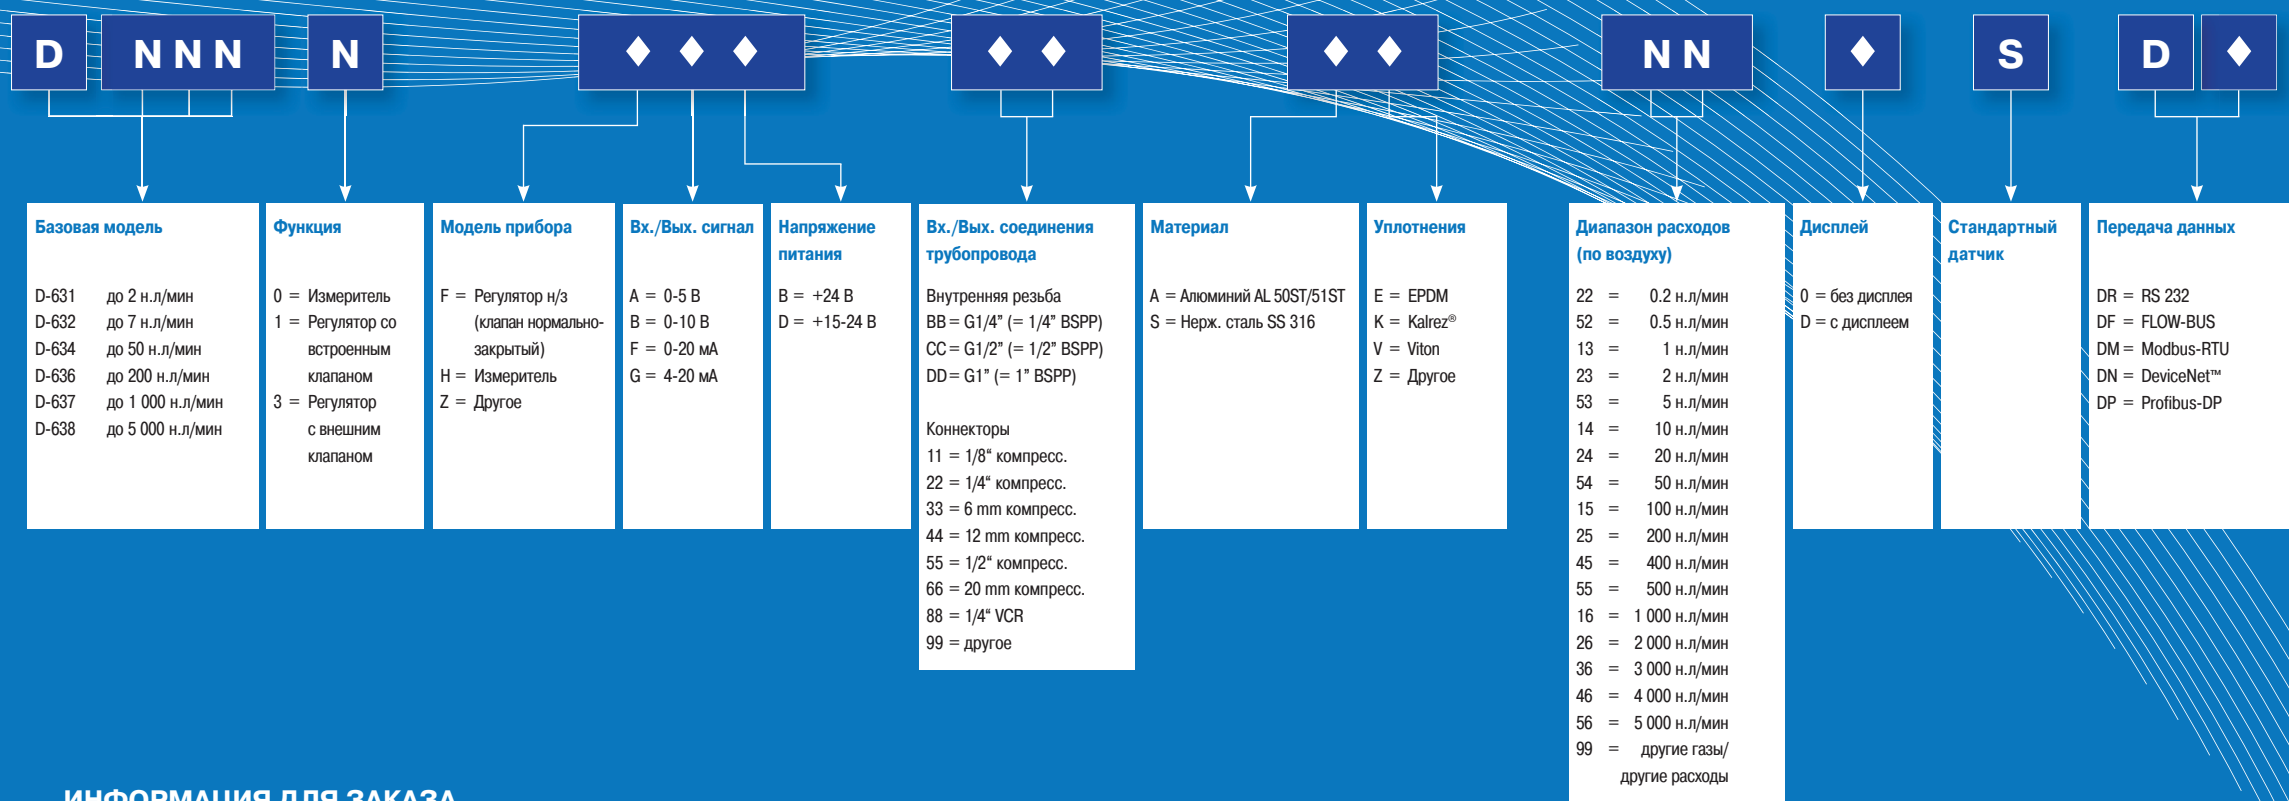 D NNN N ♦ ♦ ♦ ♦ ♦ ♦ ♦ NN ♦ S D ♦
Базовая модель
D-631 до 2 н.л/мин
D-632 до 7 н.л/мин
D-634 до 50 н.л/мин
D-636 до 200 н.л/мин
D-637 до 1 000 н.л/мин
D-638 до 5 000 н.л/мин
Функция
0 = Измеритель
1 = Регулятор со
встроенным
клапаном
3 = Регулятор
с внешним
клапаном
Модель прибора
F = Регулятор н/з
(клапан нормально-
закрытый)
H = Измеритель
Z = Другое
Вх./Вых. сигнал
A = 0-5 В
B = 0-10 В
F = 0-20 мА
G = 4-20 мА
Напряжение
питания
B = +24 В
D = +15-24 В
Вх./Вых. соединения
трубопровода
Внутренняя резьба
BB = G1/4” (= 1/4” BSPP)
CC = G1/2” (= 1/2” BSPP)
DD = G1” (= 1” BSPP)
Коннекторы
11 = 1/8“ компресс.
22 = 1/4“ компресс.
33 = 6 mm компресс.
44 = 12 mm компресс.
55 = 1/2“ компресс.
66 = 20 mm компресс.
88 = 1/4“ VCR
99 = другое
Материал
A = Алюминий AL 50ST/51ST
S = Нерж. сталь SS 316
Уплотнения
E = EPDM
K = Kalrez®
V = Viton
Z = Другое
Диапазон расходов
(по воздуху)
22 = 0.2 н.л/мин
52 = 0.5 н.л/мин
13 = 1 н.л/мин
23 = 2 н.л/мин
53 = 5 н.л/мин
14 = 10 н.л/мин
24 = 20 н.л/мин
54 = 50 н.л/мин
15 = 100 н.л/мин
25 = 200 н.л/мин
45 = 400 н.л/мин
55 = 500 н.л/мин
16 = 1 000 н.л/мин
26 = 2 000 н.л/мин
36 = 3 000 н.л/мин
46 = 4 000 н.л/мин
56 = 5 000 н.л/мин
99 = другие газы/
другие расходы
Дисплей
0 = без дисплея
D = с дисплеем
Стандартный
датчик
Передача данных
DR = RS 232
DF = FLOW-BUS
DM = Modbus-RTU
DN = DeviceNet™
DP = Profibus-DP
ИНФОРМАЦИЯ ДЛЯ ЗАКАЗА